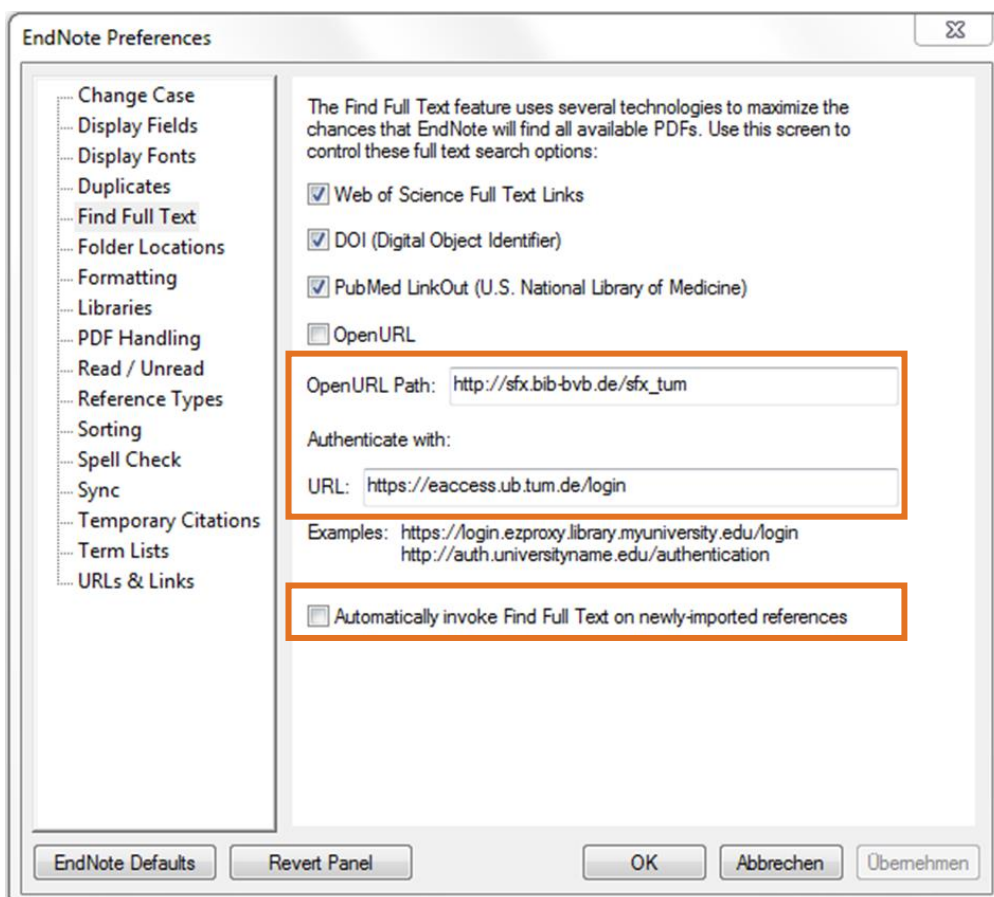 EndNote Preferences
Change Case
Display Fields
Display Fonts
Duplicates
Find Full Text
Folder Locations
Formatting
Libraries
PDF Handling
Read / Unread
Reference Types
Sorting
Spell Check
Sync
Temporary Citations
Term Lists
URLs & Links
The Find Full Text feature uses several technologies to maximize the
chances that EndNote will find all available PDFs. Use this screen to
control these full text search options:
Web of Science Full Text Links
DOI (Digital Object Identifier)
PubMed LinkOut (U.S. National Library of Medicine)
OpenURL
OpenURL Path: http://sfx.bib-bvb.de/sfx_tum
Authenticate with:
URL: https://eaccess.ub.tum.de/login
Examples: https://login.ezproxy.library.myuniversity.edu/login
http://auth.universityname.edu/authentication
Automatically invoke Find Full Text on newly-imported references
EndNote Defaults Revert Panel OK Abbrechen Übernehmen